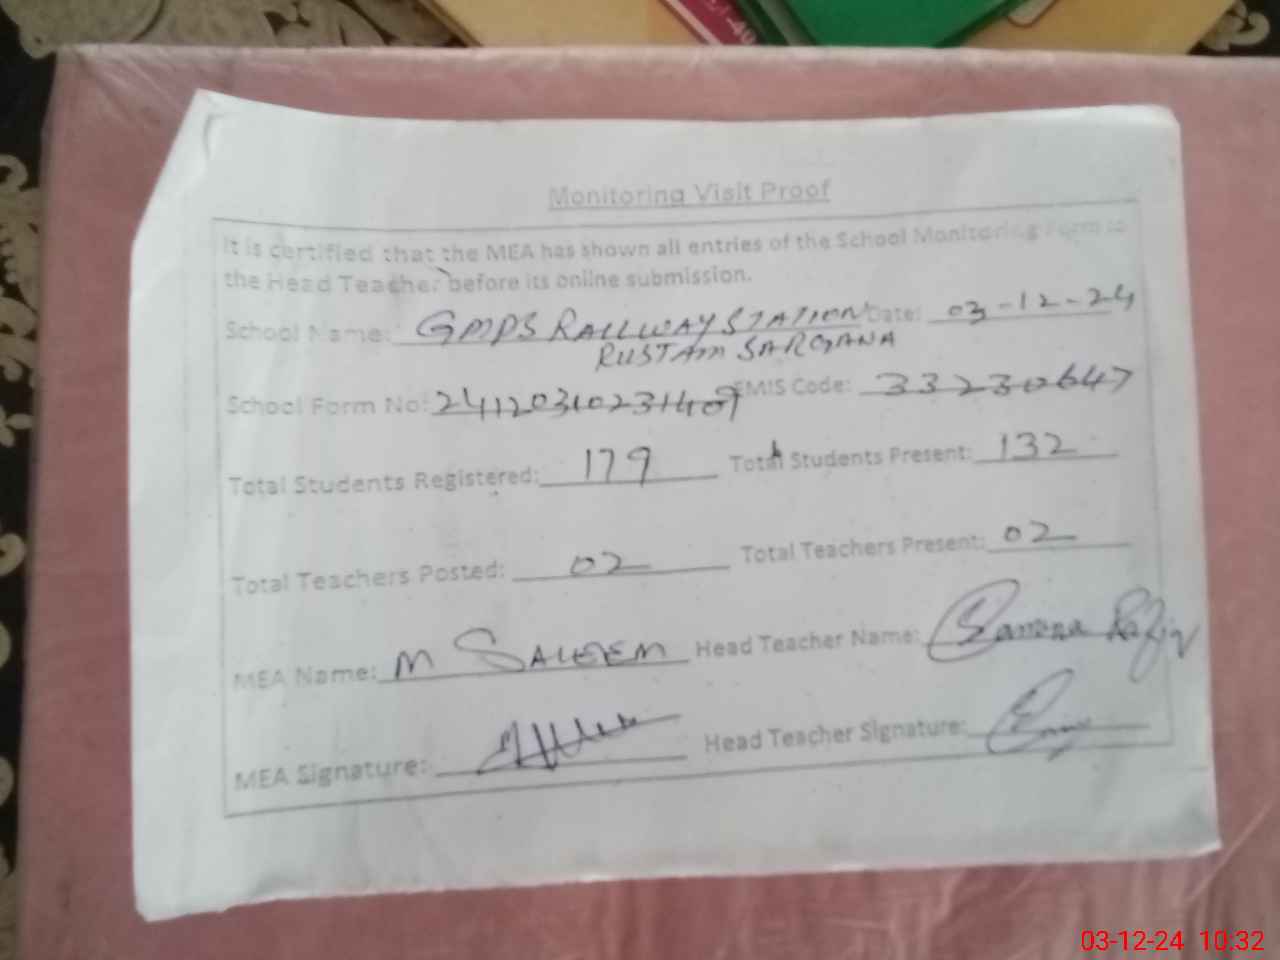 Monitoring Visit Proof
It is certified that the MEA has shown all entries of the School Monitoring Form to
the Head Teacher before its online submission.
School Name: GMPS RAILWAY STATION Date: 03-12-24
RUSTAM SARGANA
School Form No: EMIS Code: 33230647
Total Students Registered: 179 Total Students Present: 132
Total Teachers Posted: 02 Total Teachers Present: 02
MEA Name: M SALEEM Head Teacher Name:
MEA Signature: Head Teacher Signature:
03-12-24 10:32